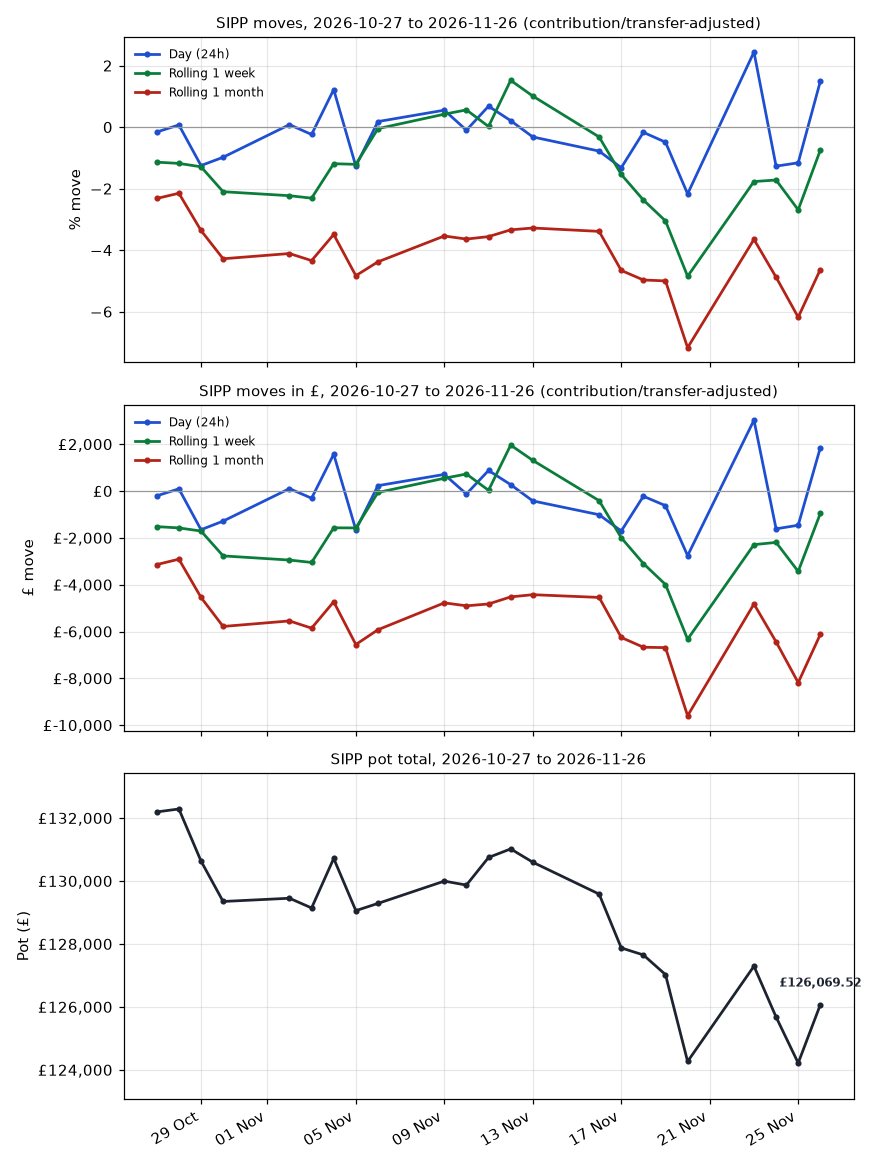 SIPP moves, 2026-10-27 to 2026-11-26 (contribution/transfer-adjusted)
Day (24h)
Rolling 1 week
Rolling 1 month
% move
2
0
−2
−4
−6
SIPP moves in £, 2026-10-27 to 2026-11-26 (contribution/transfer-adjusted)
Day (24h)
Rolling 1 week
Rolling 1 month
£ move
£2,000
£0
£-2,000
£-4,000
£-6,000
£-8,000
£-10,000
SIPP pot total, 2026-10-27 to 2026-11-26
Pot (£)
£132,000
£130,000
£128,000
£126,000
£124,000
£126,069.52
29 Oct
01 Nov
05 Nov
09 Nov
13 Nov
17 Nov
21 Nov
25 Nov